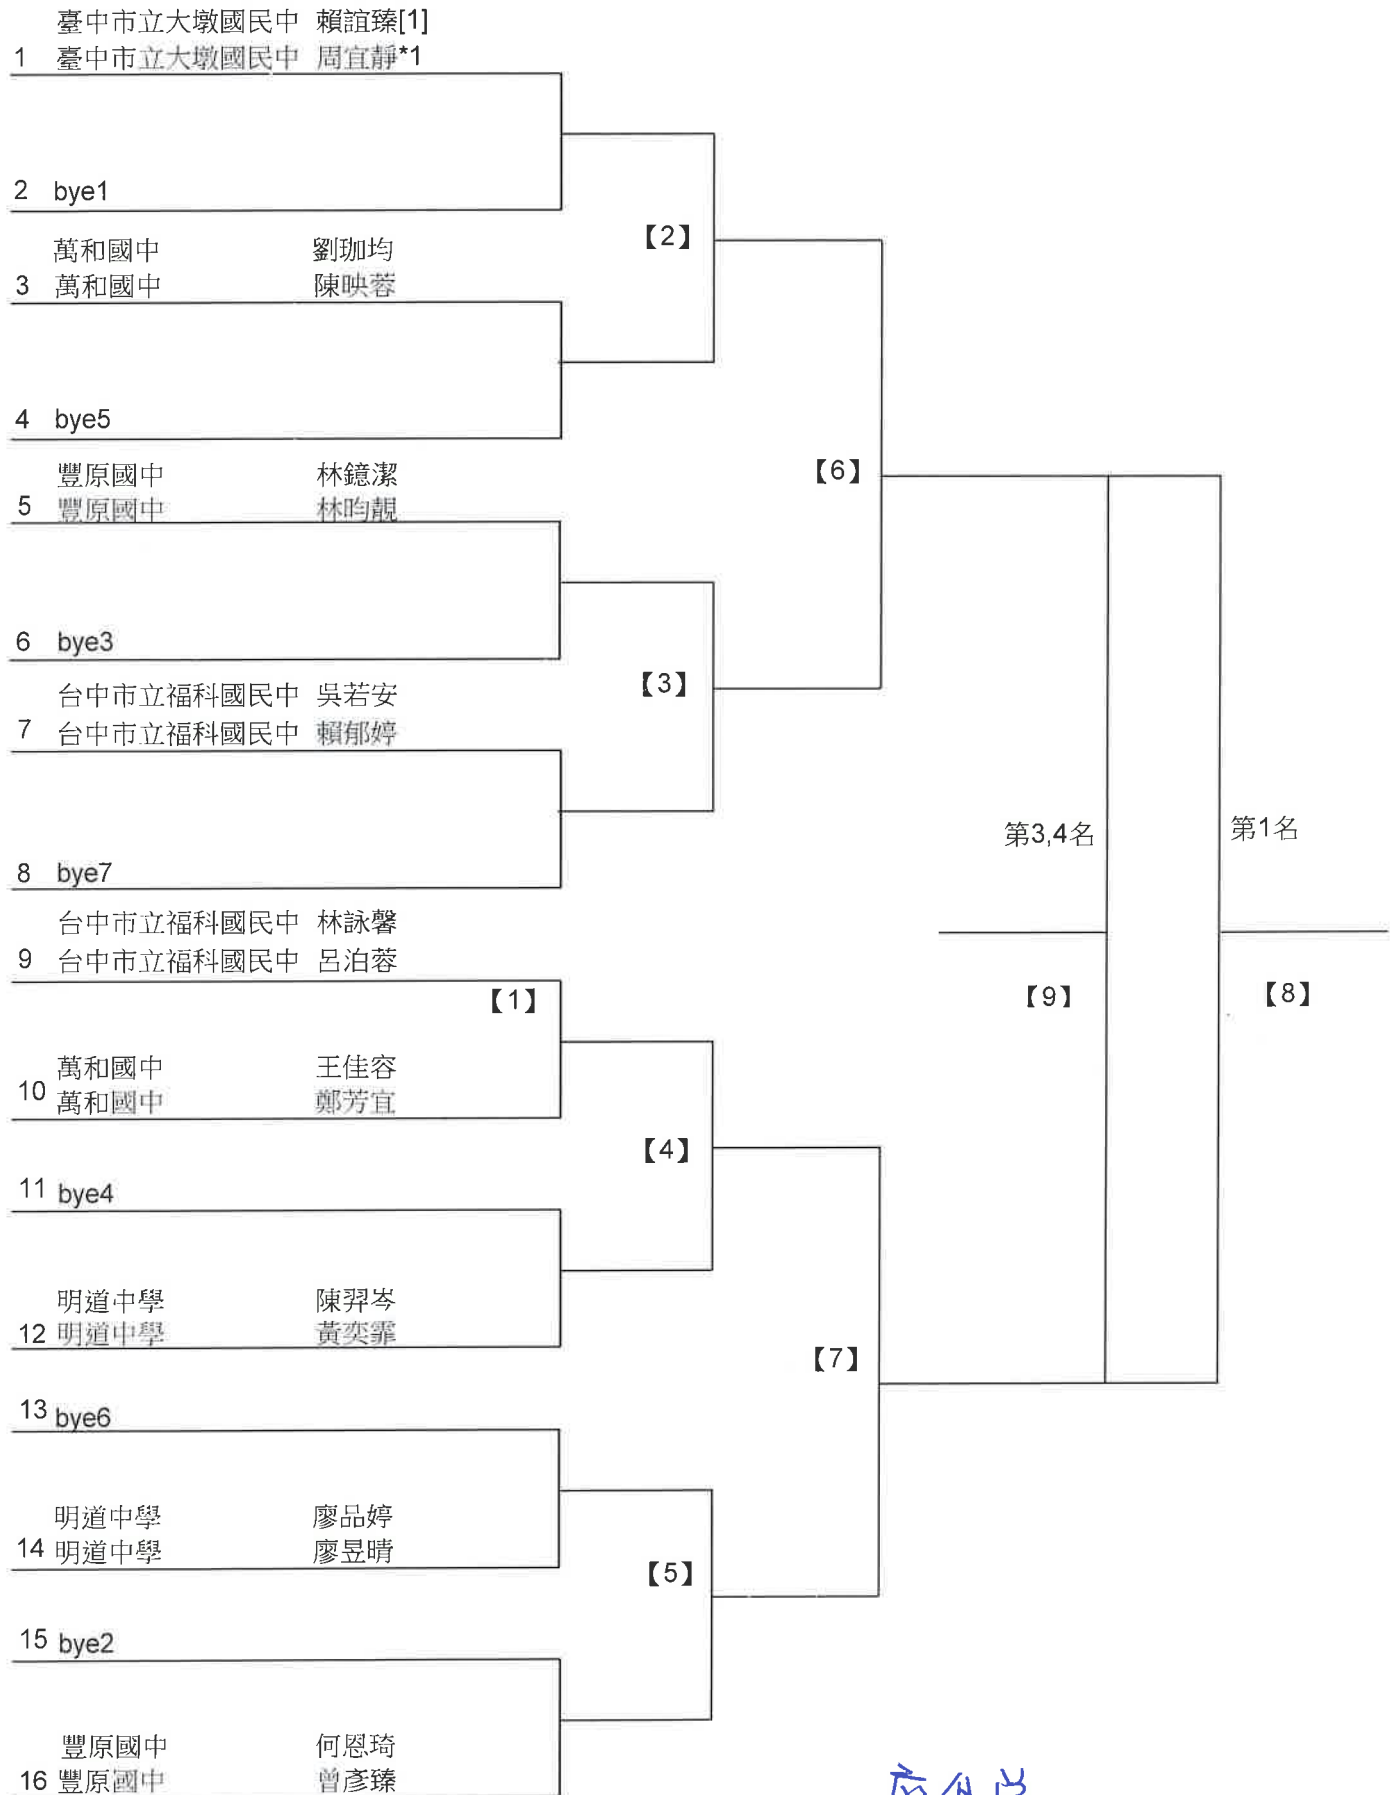 臺中市立大墩國民中 賴誼臻[1]
1 臺中市立大墩國民中 周宜靜*1
2 bye1
【2】
萬和國中 劉珈均
3 萬和國中 陳映蓉
4 bye5
【6】
豐原國中 林鐿潔
5 豐原國中 林昀靚
6 bye3
【3】
台中市立福科國民中 吳若安
7 台中市立福科國民中 賴郁婷
第3,4名 第1名
8 bye7
台中市立福科國民中 林詠馨
9 台中市立福科國民中 呂泊蓉
【1】 【9】 【8】
萬和國中 王佳容
10 萬和國中 鄭芳宜
【4】
11 bye4
明道中學 陳羿岑
12 明道中學 黃奕霏
【7】
13 bye6
明道中學 廖品婷
14 明道中學 廖昱晴
【5】
15 bye2
豐原國中 何恩琦
16 豐原國中 曾彥臻